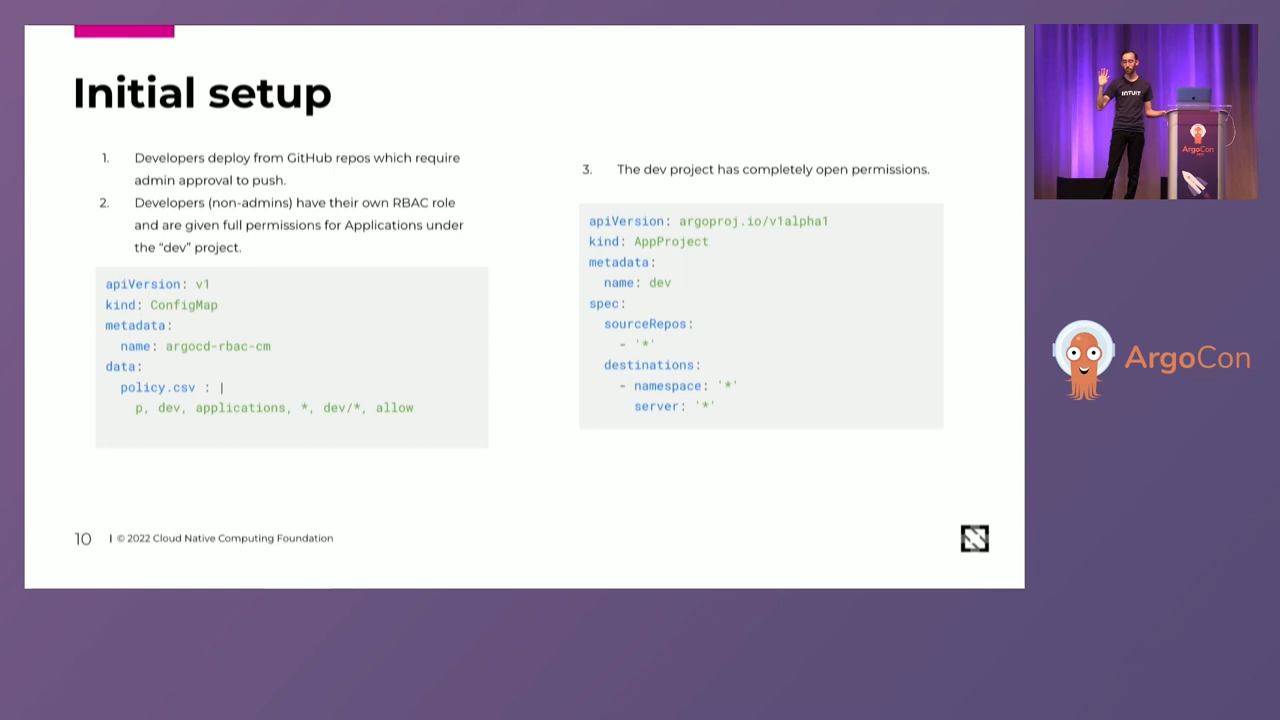 Initial setup
1. Developers deploy from GitHub repos which require
admin approval to push.
2. Developers (non-admins) have their own RBAC role
and are given full permissions for Applications under
the “dev” project.
apiVersion: v1
kind: ConfigMap
metadata:
  name: argocd-rbac-cm
data:
  policy.csv : |
    p, dev, applications, *, dev/*, allow
3. The dev project has completely open permissions.
apiVersion: argoproj.io/v1alpha1
kind: AppProject
metadata:
  name: dev
spec:
  sourceRepos:
    - '*'
  destinations:
    - namespace: '*'
      server: '*'
10 | © 2022 Cloud Native Computing Foundation
INTUIT
ArgoCon
ArgoCon